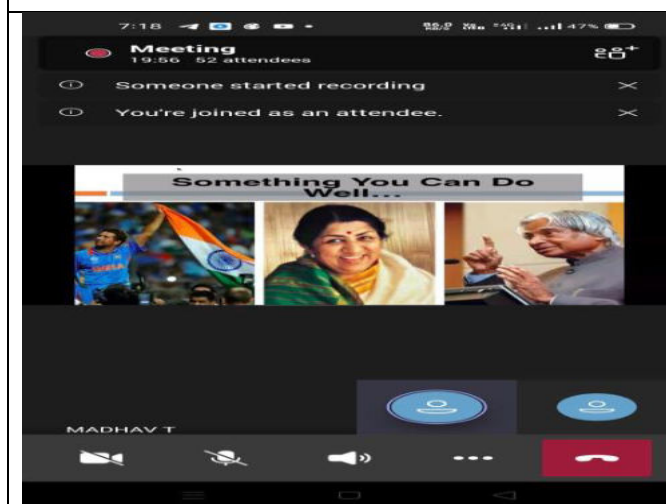 7:18
47%
Meeting
19:56 52 attendees
Someone started recording
You're joined as an attendee.
Something You Can Do
Well...
MADHAV T